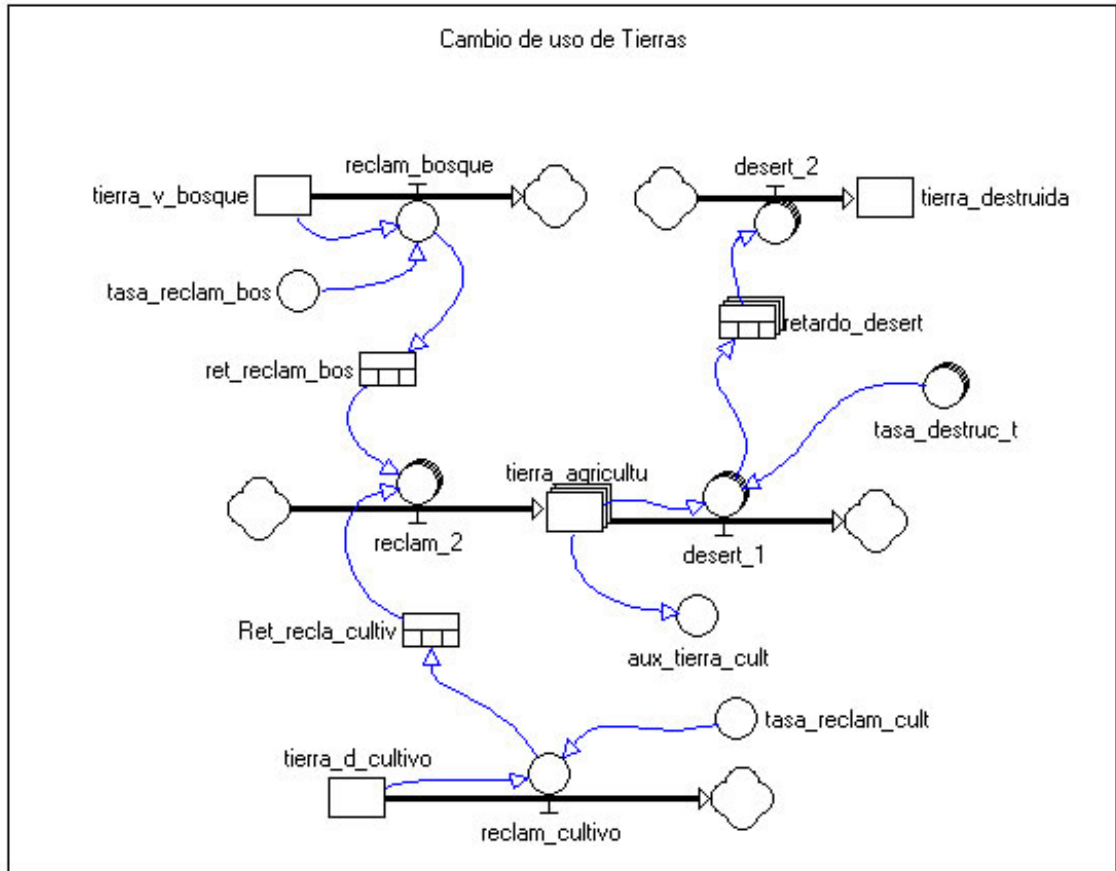 Cambio de uso de Tierras
reclam_bosque
desert_2
tierra_v_bosque
tierra_destruida
tasa_reclam_bos
retardo_desert
ret_reclam_bos
tasa_destruc_t
tierra_agricultu
reclam_2
desert_1
Ret_recla_cultiv
aux_tierra_cult
tasa_reclam_cult
tierra_d_cultivo
reclam_cultivo